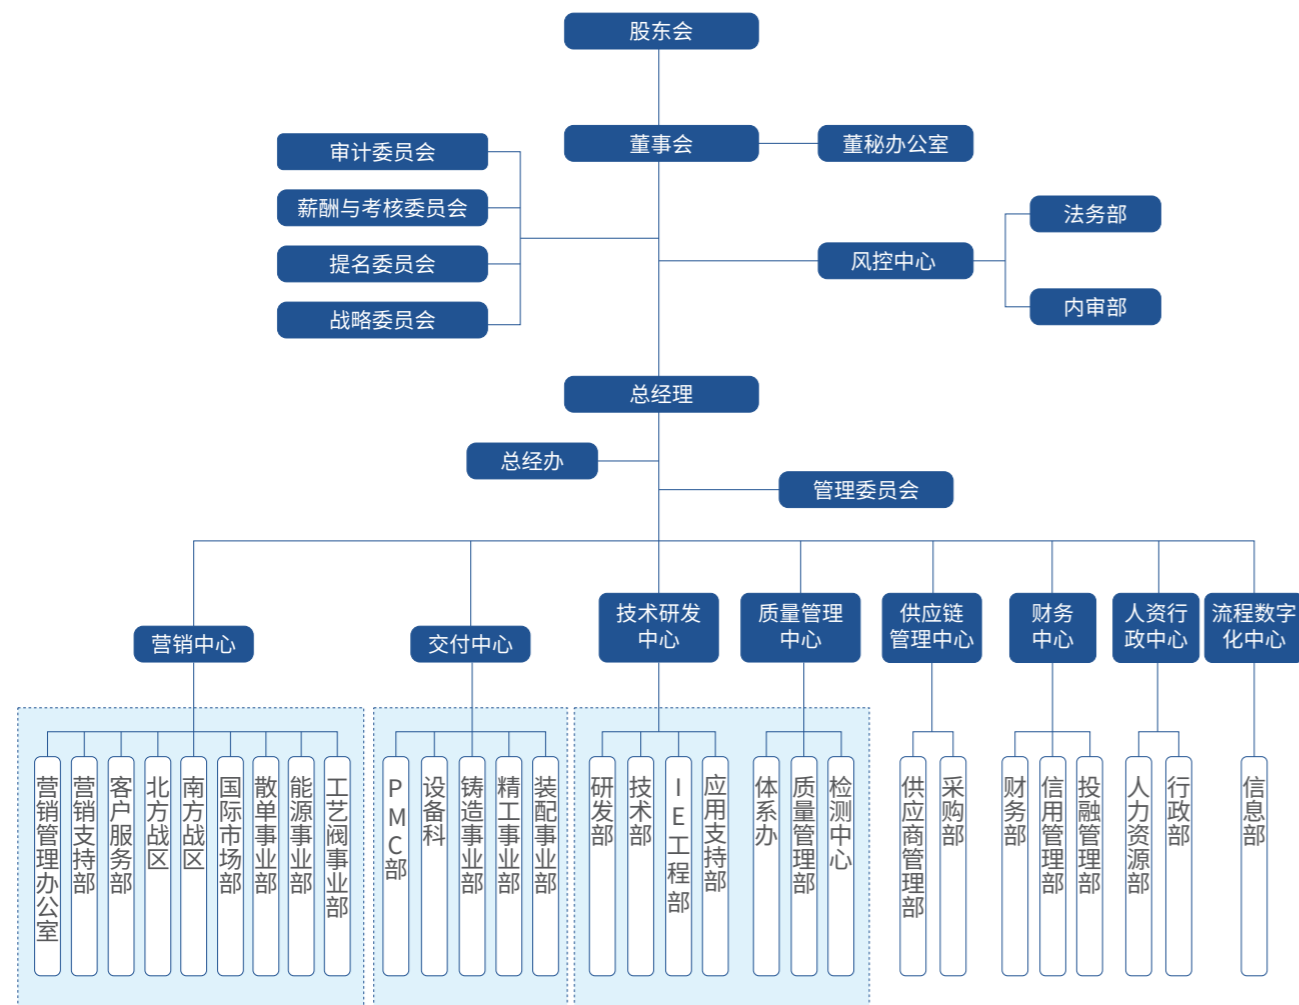 股东会
董事会
董秘办公室
审计委员会
薪酬与考核委员会
提名委员会
战略委员会
法务部
风控中心
内审部
总经理
总经办
管理委员会
营销中心
交付中心
技术研发
中心
质量管理
中心
供应链
管理中心
财务
中心
人资行
政中心
流程数字
化中心
营销管理办公室
营销支持部
客户服务部
北方战区
南方战区
国际市场部
散单事业部
能源事业部
工艺阀事业部
PMC部
设备科
铸造事业部
精工事业部
装配事业部
研发部
技术部
IE工程部
应用支持部
体系办
质量管理部
检测中心
供应商管理部
采购部
财务部
信用管理部
投融管理部
人力资源部
行政部
信息部